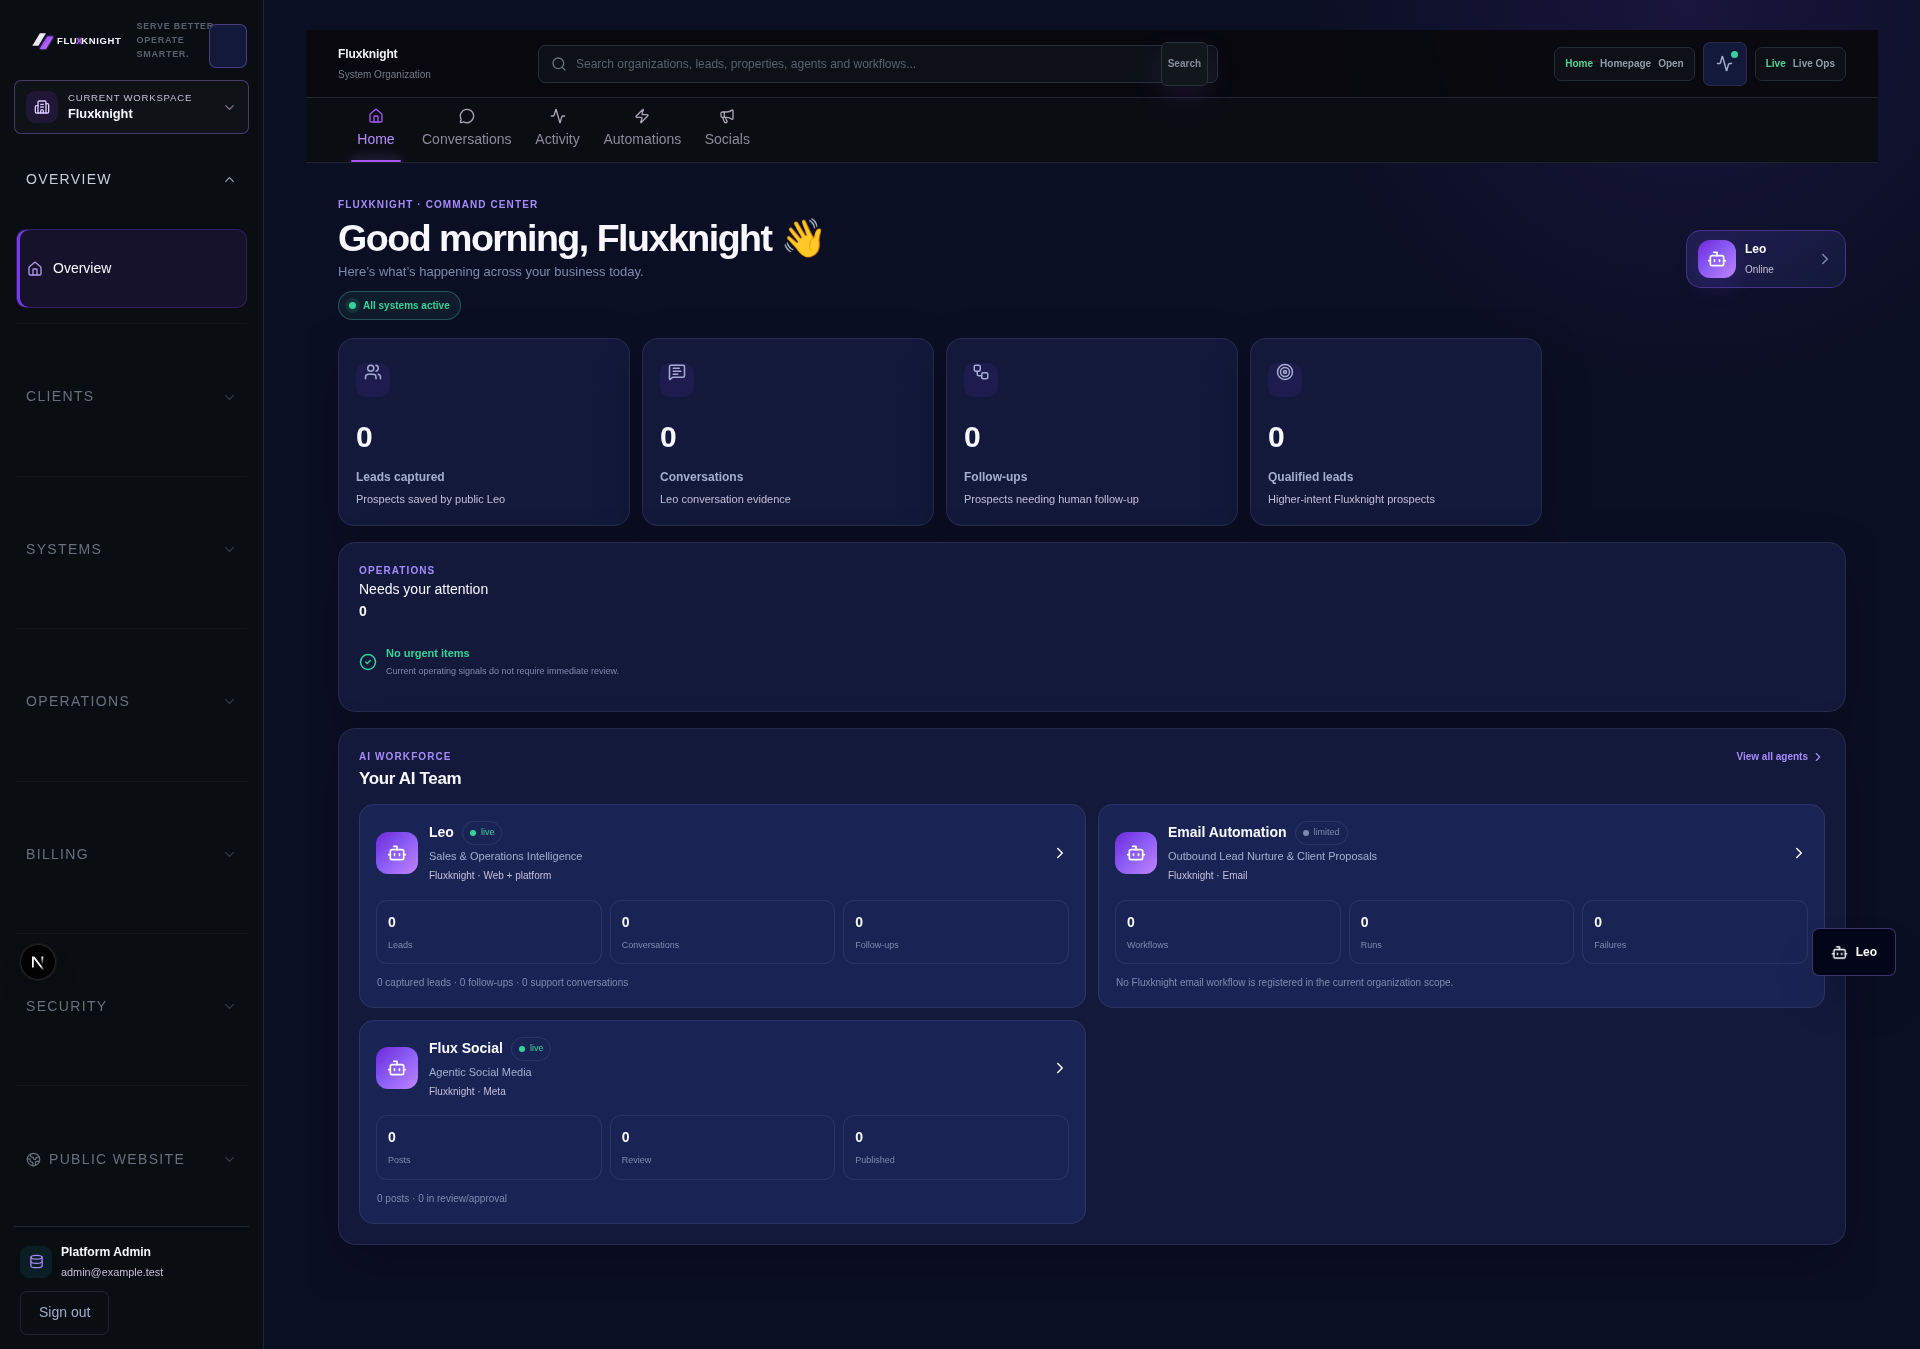 FLUXKNIGHT
SERVE BETTER
OPERATE
SMARTER.
CURRENT WORKSPACE
Fluxknight
OVERVIEW
Overview
CLIENTS
SYSTEMS
OPERATIONS
BILLING
N
SECURITY
PUBLIC WEBSITE
Platform Admin
admin@example.test
Sign out
Fluxknight
System Organization
Search organizations, leads, properties, agents and workflows...
Search
Home Homepage Open
Live Live Ops
Home
Conversations
Activity
Automations
Socials
FLUXKNIGHT · COMMAND CENTER
Good morning, Fluxknight 👋
Here’s what’s happening across your business today.
All systems active
Leo
Online
0
Leads captured
Prospects saved by public Leo
0
Conversations
Leo conversation evidence
0
Follow-ups
Prospects needing human follow-up
0
Qualified leads
Higher-intent Fluxknight prospects
OPERATIONS
Needs your attention
0
No urgent items
Current operating signals do not require immediate review.
AI WORKFORCE
Your AI Team
View all agents
Leo
live
Sales & Operations Intelligence
Fluxknight · Web + platform
0
Leads
0
Conversations
0
Follow-ups
0 captured leads · 0 follow-ups · 0 support conversations
Email Automation
limited
Outbound Lead Nurture & Client Proposals
Fluxknight · Email
0
Workflows
0
Runs
0
Failures
No Fluxknight email workflow is registered in the current organization scope.
Leo
Flux Social
live
Agentic Social Media
Fluxknight · Meta
0
Posts
0
Review
0
Published
0 posts · 0 in review/approval